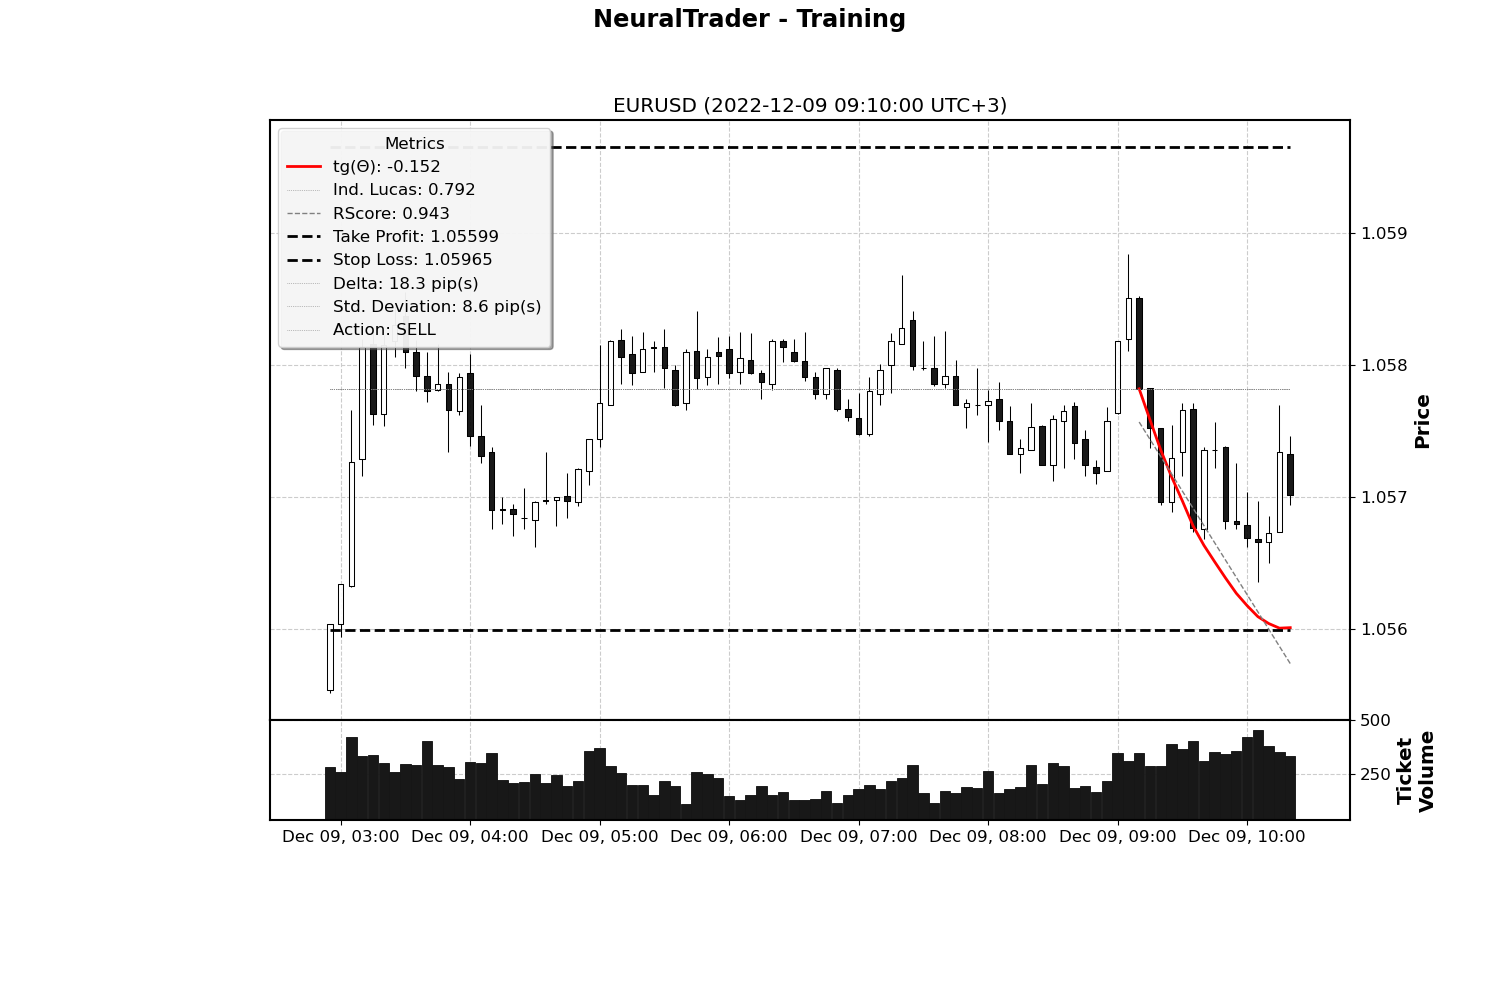 NeuralTrader - Training
EURUSD (2022-12-09 09:10:00 UTC+3)
Metrics
tg(Θ): -0.152
Ind. Lucas: 0.792
RScore: 0.943
Take Profit: 1.05599
Stop Loss: 1.05965
Delta: 18.3 pip(s)
Std. Deviation: 8.6 pip(s)
Action: SELL
1.059
1.058
1.057
1.056
Price
500
250
Ticket
Volume
Dec 09, 03:00 Dec 09, 04:00 Dec 09, 05:00 Dec 09, 06:00 Dec 09, 07:00 Dec 09, 08:00 Dec 09, 09:00 Dec 09, 10:00